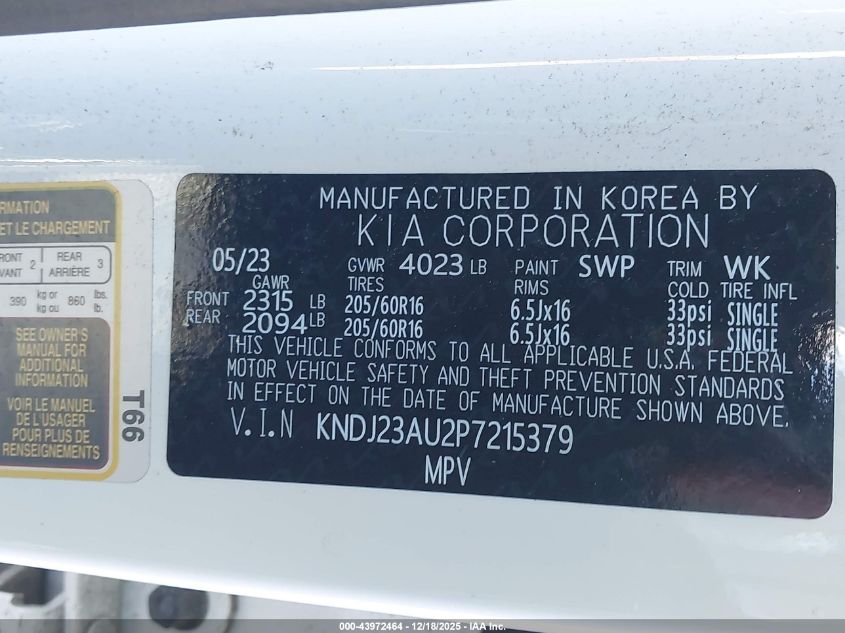 RMATION
ET LE CHARGEMENT
FRONT 2 REAR 3
VANT ARRIÈRE
390 kg or 860 lbs.
kg ou lb.
SEE OWNER'S
MANUAL FOR
ADDITIONAL
INFORMATION
VOIR LE MANUEL
DE L'USAGER
POUR PLUS DE
RENSEIGNEMENTS
T66
MANUFACTURED IN KOREA BY
KIA CORPORATION
05/23 GVWR 4023 LB PAINT SWP TRIM WK
GAWR TIRES RIMS COLD TIRE INFL
FRONT 2315 LB 205/60R16 6.5Jx16 33psi SINGLE
REAR 2094 LB 205/60R16 6.5Jx16 33psi SINGLE
THIS VEHICLE CONFORMS TO ALL APPLICABLE U.S.A. FEDERAL
MOTOR VEHICLE SAFETY AND THEFT PREVENTION STANDARDS
IN EFFECT ON THE DATE OF MANUFACTURE SHOWN ABOVE.
V.I.N KNDJ23AU2P7215379
MPV
000-43972464 - 12/18/2025 - IAA Inc.